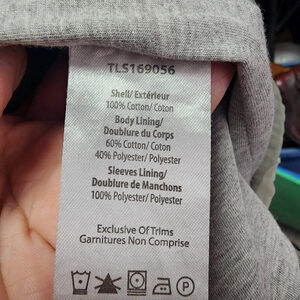 TLS169056
Shell/Extérieur
100% Cotton/Coton
Body Lining/
Doublure du Corps
60% Cotton/Coton
40% Polyester/Polyester
Sleeves Lining/
Doublure de Manchons
100% Polyester/Polyester
Exclusive Of Trims
Garnitures Non Comprise
P